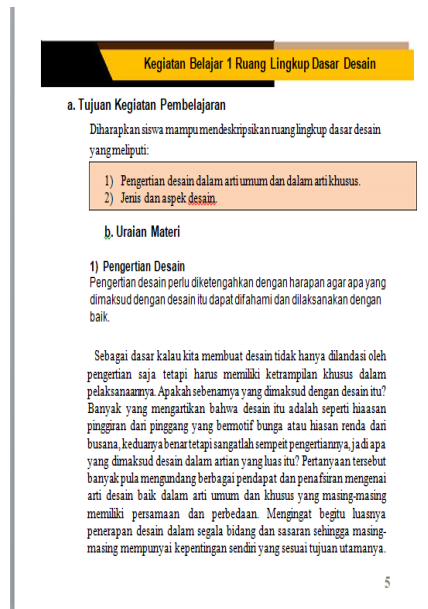 Kegiatan Belajar 1 Ruang Lingkup Dasar Desain
a. Tujuan Kegiatan Pembelajaran
Diharapkan siswa mampu mendeskripsikan ruang lingkup dasar desain
yang meliputi:
1) Pengertian desain dalam arti umum dan dalam arti khusus.
2) Jenis dan aspek desain.
b. Uraian Materi
1) Pengertian Desain
Pengertian desain perlu diketengahkan dengan harapan agar apa yang
dimaksud dengan desain itu dapat difahami dan dilaksanakan dengan
baik.
Sebagai dasar kalau kita membuat desain tidak hanya dilandasi oleh
pengertian saja tetapi harus memiliki ketrampilan khusus dalam
pelaksanaannya. Apakah sebenarnya yang dimaksud dengan desain itu?
Banyak yang mengartikan bahwa desain itu adalah seperti hiaasan
pinggiran dari pinggang yang bermotif bunga atau hiasan renda dari
busana, keduanya benar tetapi sangatlah sempeit pengertiannya, jadi apa
yang dimaksud desain dalam artian yang luas itu? Pertanyaan tersebut
banyak pula mengundang berbagai pendapat dan penafsiran mengenai
arti desain baik dalam arti umum dan khusus yang masing-masing
memiliki persamaan dan perbedaan. Mengingat begitu luasnya
penerapan desain dalam segala bidang dan sasaran sehingga masing-
masing mempunyai kepentingan sendiri yang sesuai tujuan utamanya.
5